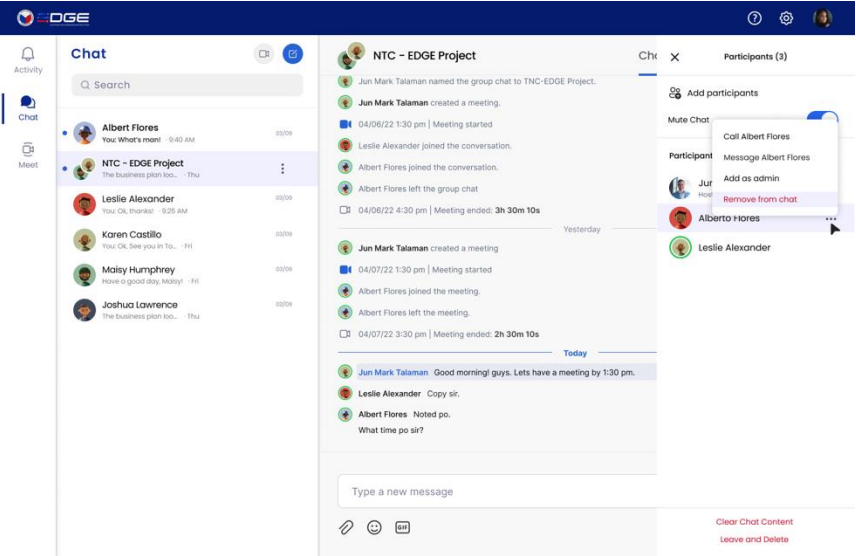 EDGE
Activity
Chat
Meet
Chat
Search
Albert Flores
You: What's man! · 9:40 AM
03/09
NTC - EDGE Project
The business plan loo... · Thu
Leslie Alexander
You: Ok, thanks! · 9:25 AM
03/09
Karen Castillo
You: Ok, See you in To... · Fri
03/09
Maisy Humphrey
Have a good day, Maisy! · Fri
03/09
Joshua Lawrence
The business plan loo... · Thu
03/09
NTC - EDGE Project
Jun Mark Talaman named the group chat to TNC-EDGE Project.
Jun Mark Talaman created a meeting.
04/06/22 1:30 pm | Meeting started
Leslie Flores joined the conversation.
Albert Flores joined the conversation.
Albert Flores left the group chat
04/06/22 4:30 pm | Meeting ended: 3h 30m 10s
Yesterday
Jun Mark Talaman created a meeting
04/07/22 1:30 pm | Meeting started
Albert Flores joined the meeting.
Albert Flores left the meeting.
04/07/22 3:30 pm | Meeting ended: 2h 30m 10s
Today
Jun Mark Talaman Good morning! guys. Lets have a meeting by 1:30 pm.
Leslie Alexander Copy sir.
Albert Flores Noted po.
What time po sir?
Type a new message
GIF
Participants (3)
Add participants
Mute Chat
Call Albert Flores
Message Albert Flores
Add as admin
Remove from chat
Participant
Jun
Host
Alberto Flores
Leslie Alexander
Clear Chat Content
Leave and Delete